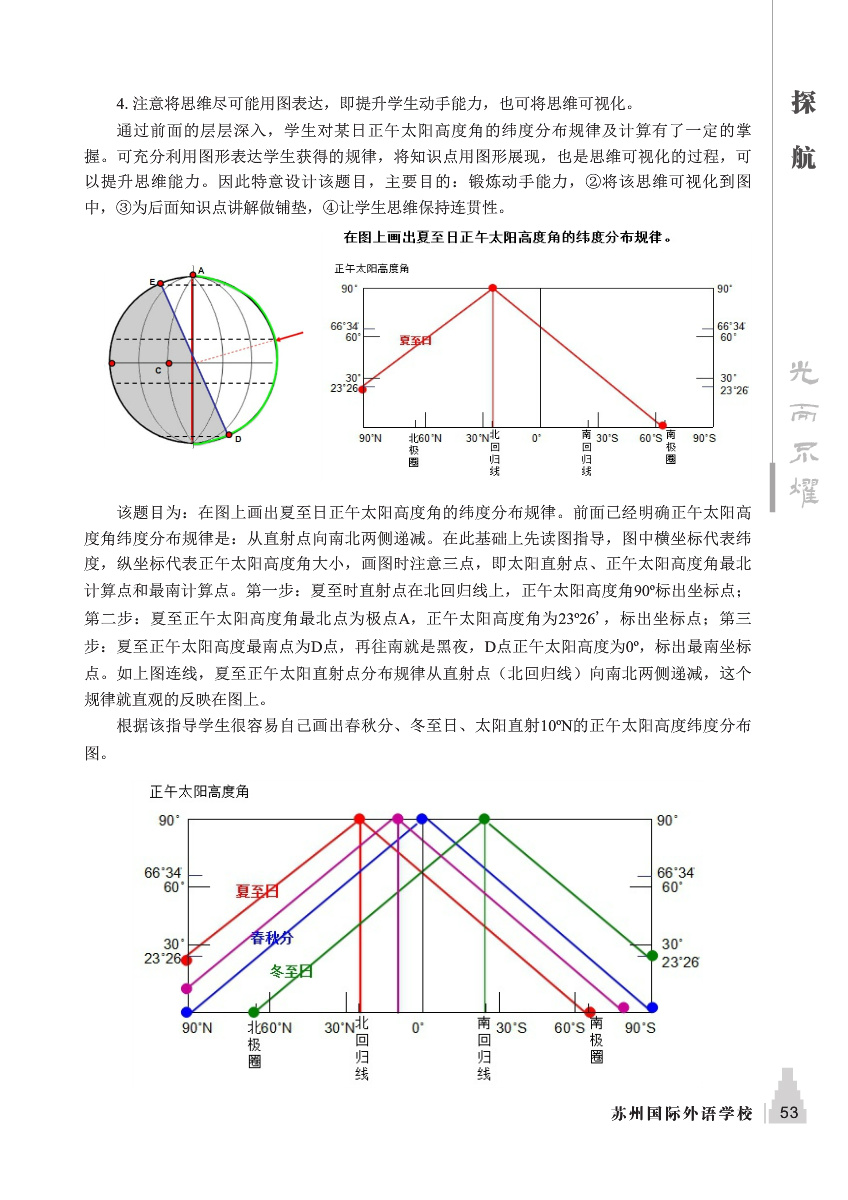 4. 注意将思维尽可能用图表达，即提升学生动手能力，也可将思维可视化。
通过前面的层层深入，学生对某日正午太阳高度角的纬度分布规律及计算有了一定的掌
握。可充分利用图形表达学生获得的规律，将知识点用图形展现，也是思维可视化的过程，可
以提升思维能力。因此特意设计该题目，主要目的：锻炼动手能力，②将该思维可视化到图
中，③为后面知识点讲解做铺垫，④让学生思维保持连贯性。
在图上画出夏至日正午太阳高度角的纬度分布规律。
A
E
C
D
正午太阳高度角
90° 90°
66°34′ 66°34′
60° 60°
夏至日
30° 30°
23°26′ 23°26′
90°N 北极圈 60°N 30°N 北回归线 0° 南回归线 30°S 60°S 南极圈 90°S
该题目为：在图上画出夏至日正午太阳高度角的纬度分布规律。前面已经明确正午太阳高
度角纬度分布规律是：从直射点向南北两侧递减。在此基础上先读图指导，图中横坐标代表纬
度，纵坐标代表正午太阳高度角大小，画图时注意三点，即太阳直射点、正午太阳高度角最北
计算点和最南计算点。第一步：夏至时直射点在北回归线上，正午太阳高度角90º标出坐标点；
第二步：夏至正午太阳高度角最北点为极点A，正午太阳高度角为23º26′，标出坐标点；第三
步：夏至正午太阳高度最南点为D点，再往南就是黑夜，D点正午太阳高度为0º，标出最南坐标
点。如上图连线，夏至正午太阳直射点分布规律从直射点（北回归线）向南北两侧递减，这个
规律就直观的反映在图上。
根据该指导学生很容易自己画出春秋分、冬至日、太阳直射10ºN的正午太阳高度纬度分布
图。
正午太阳高度角
90° 90°
66°34′ 66°34′
60° 60°
夏至日
春秋分
30° 30°
23°26′ 23°26′
冬至日
90°N 北极圈 60°N 30°N 北回归线 0° 南回归线 30°S 60°S 南极圈 90°S
探航
光而不耀
苏州国际外语学校 53